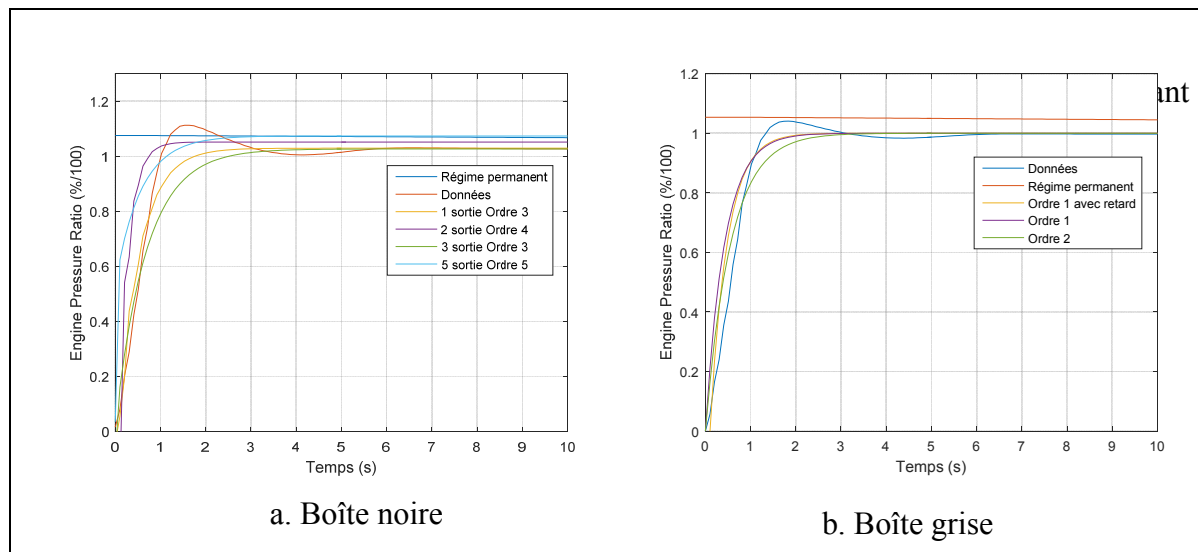 ant
Engine Pressure Ratio (%/100)
1.2
1
0.8
0.6
0.4
0.2
0
0 1 2 3 4 5 6 7 8 9 10
Temps (s)
Régime permanent
Données
1 sortie Ordre 3
2 sortie Ordre 4
3 sortie Ordre 3
5 sortie Ordre 5
a. Boîte noire
Engine Pressure Ratio (%/100)
1.2
1
0.8
0.6
0.4
0.2
0
0 1 2 3 4 5 6 7 8 9 10
Temps (s)
Données
Régime permanent
Ordre 1 avec retard
Ordre 1
Ordre 2
b. Boîte grise